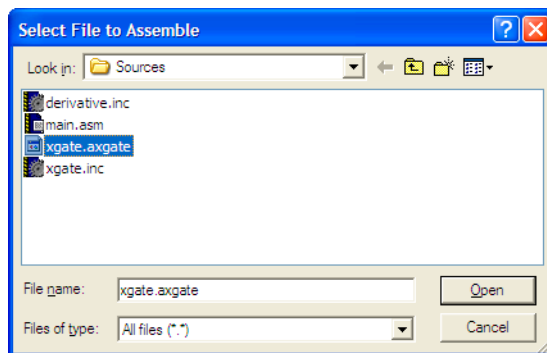 Select File to Assemble
Look in: Sources
derivative.inc
main.asm
xgate.axgate
xgate.inc
File name: xgate.axgate Open
Files of type: All files (*.*) Cancel